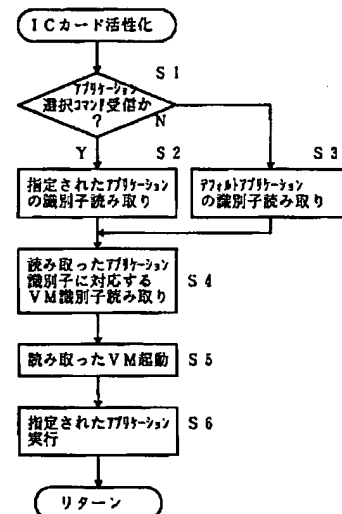 ICカード活性化
S1
アプリケーション
選択コマンド受信か
?
N
Y
S2
S3
指定されたアプリケーション
の識別子読み取り
デフォルトアプリケーション
の識別子読み取り
読み取ったアプリケーション
識別子に対応する
VM識別子読み取り
S4
読み取ったVM起動
S5
指定されたアプリケーション
実行
S6
リターン